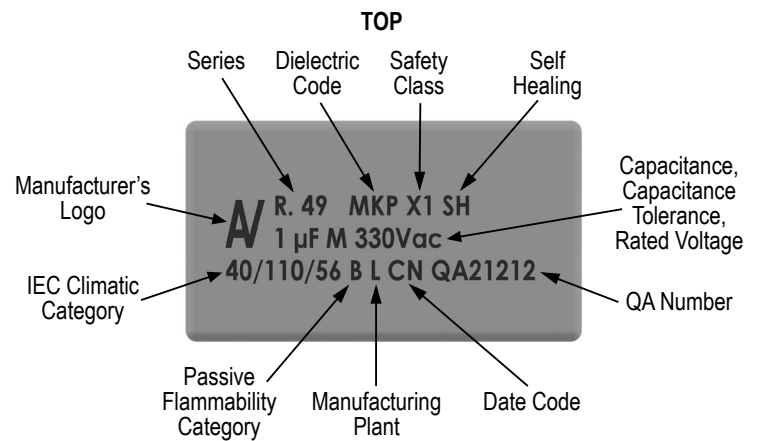 TOP
Series
Dielectric
Code
Safety
Class
Self
Healing
Manufacturer's
Logo
R. 49 MKP X1 SH
1 µF M 330Vac
40/110/56 B L CN QA21212
Capacitance,
Capacitance
Tolerance,
Rated Voltage
IEC Climatic
Category
QA Number
Passive
Flammability
Category
Manufacturing
Plant
Date Code